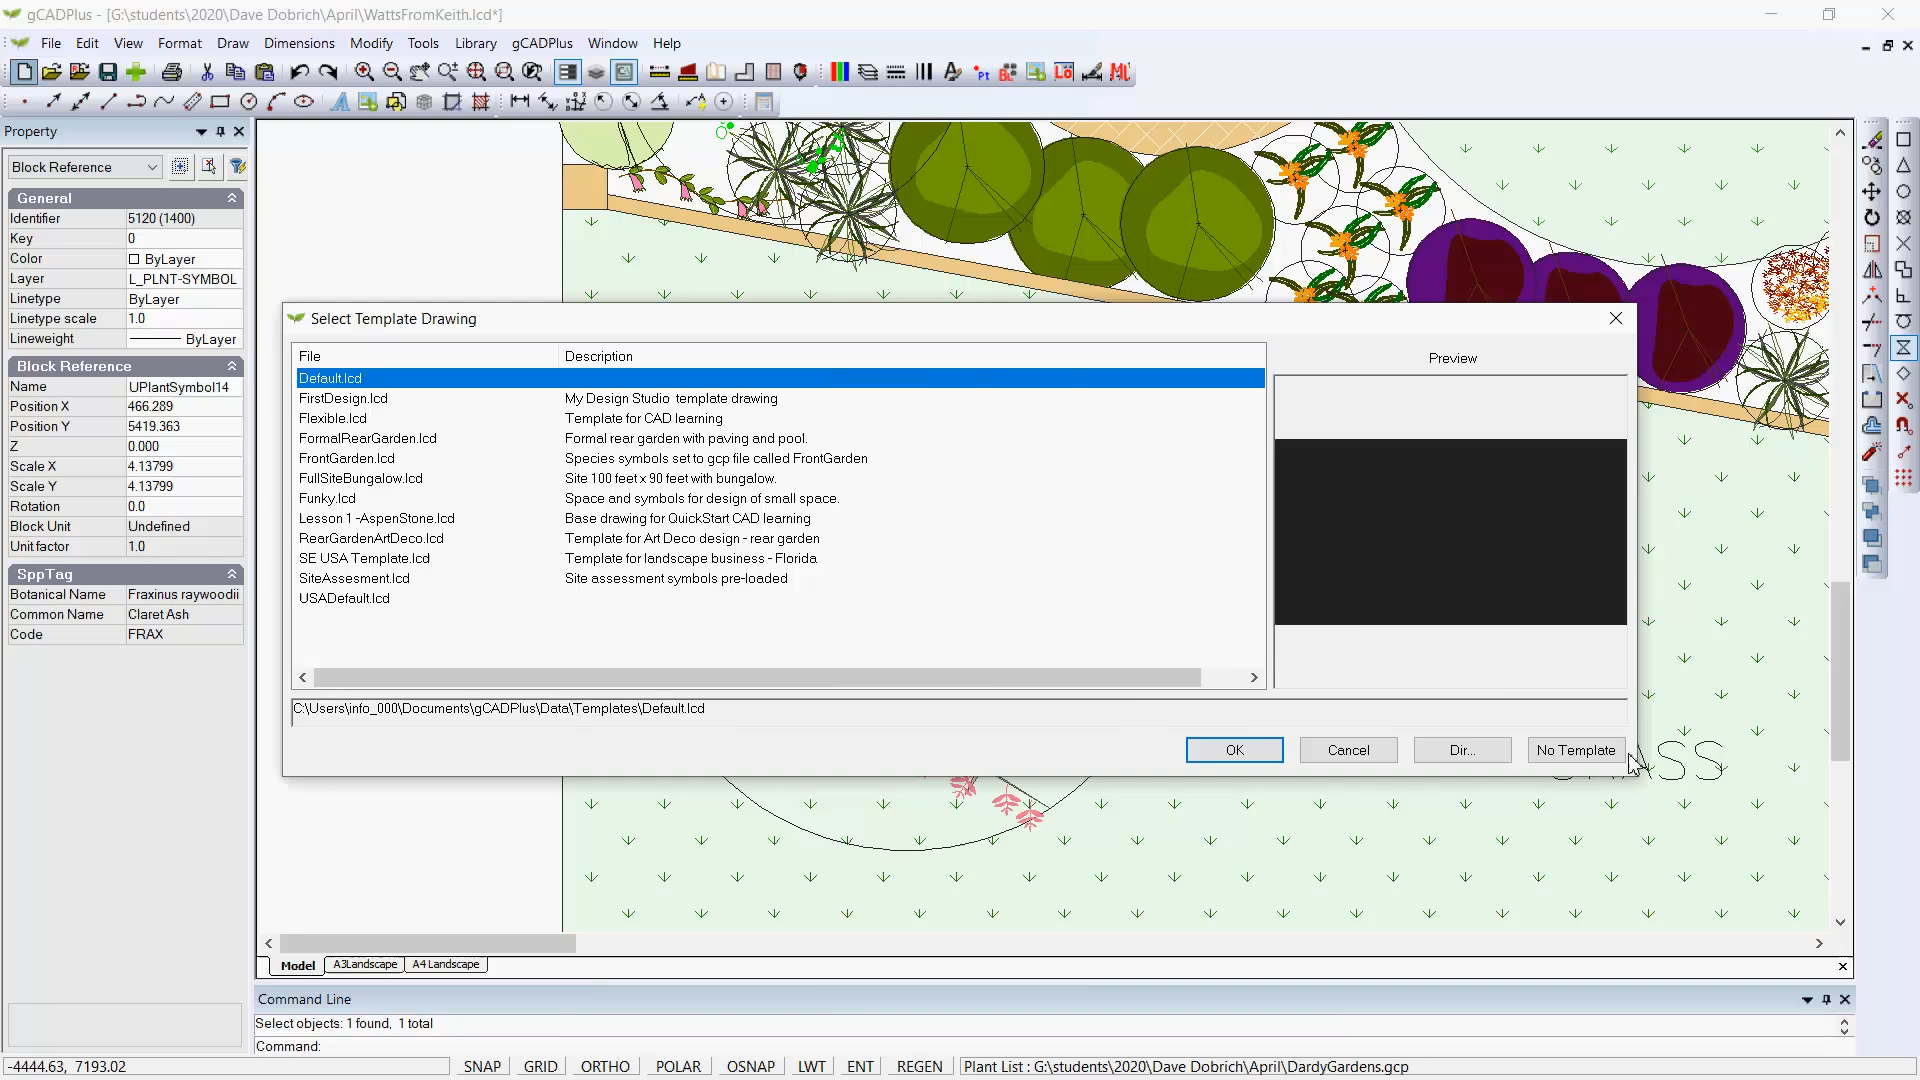 gCADPlus - [G:\students\2020\Dave Dobrich\April\WattsFromKeith.lcd*]
File Edit View Format Draw Dimensions Modify Tools Library gCADPlus Window Help
Property
Block Reference
General
Identifier 5120 (1400)
Key 0
Color ByLayer
Layer L_PLNT-SYMBOL
Linetype ByLayer
Linetype scale 1.0
Lineweight ByLayer
Block Reference
Name UPlantSymbol14
Position X 466.289
Position Y 5419.363
Z 0.000
Scale X 4.13799
Scale Y 4.13799
Rotation 0.0
Block Unit Undefined
Unit factor 1.0
SppTag
Botanical Name Fraxinus raywoodii
Common Name Claret Ash
Code FRAX
Select Template Drawing
File Description
Default.lcd
FirstDesign.lcd My Design Studio template drawing
Flexible.lcd Template for CAD learning
FormalRearGarden.lcd Formal rear garden with paving and pool.
FrontGarden.lcd Species symbols set to gcp file called FrontGarden
FullSiteBungalow.lcd Site 100 feet x 90 feet with bungalow.
Funky.lcd Space and symbols for design of small space.
Lesson 1 -AspenStone.lcd Base drawing for QuickStart CAD learning
RearGardenArtDeco.lcd Template for Art Deco design - rear garden
SE USA Template.lcd Template for landscape business - Florida
SiteAssesment.lcd Site assessment symbols pre-loaded
USADefault.lcd
Preview
C:\Users\info_000\Documents\gCADPlus\Data\Templates\Default.lcd
OK Cancel Dir... No Template
Model A3Landscape A4 Landscape
Command Line
Select objects: 1 found, 1 total
Command:
-4444.63, 7193.02 SNAP GRID ORTHO POLAR OSNAP LWT ENT REGEN Plant List : G:\students\2020\Dave Dobrich\April\DardyGardens.gcp